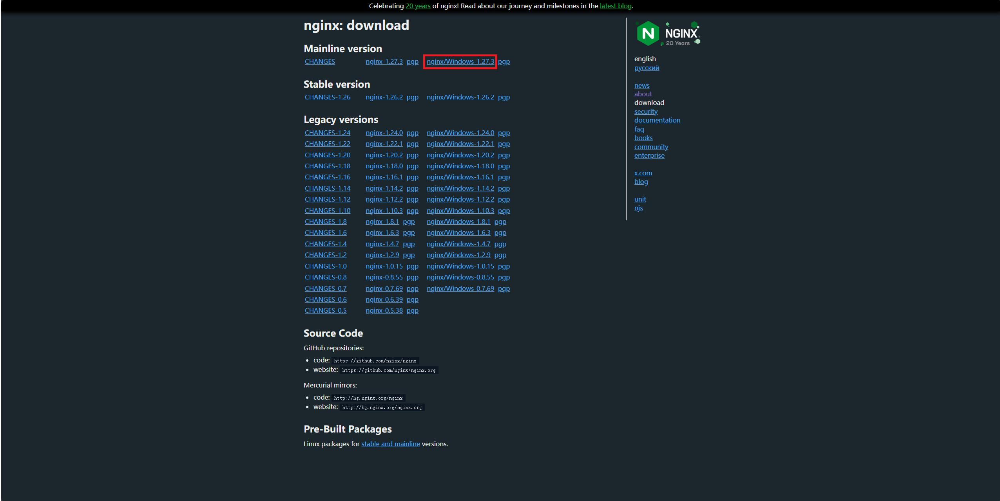 Celebrating 20 years of nginx! Read about our journey and milestones in the latest blog.
nginx: download
Mainline version
CHANGES nginx-1.27.3 pgp nginx/Windows-1.27.3 pgp
Stable version
CHANGES-1.26 nginx-1.26.2 pgp nginx/Windows-1.26.2 pgp
Legacy versions
CHANGES-1.24 nginx-1.24.0 pgp nginx/Windows-1.24.0 pgp
CHANGES-1.22 nginx-1.22.1 pgp nginx/Windows-1.22.1 pgp
CHANGES-1.20 nginx-1.20.2 pgp nginx/Windows-1.20.2 pgp
CHANGES-1.18 nginx-1.18.0 pgp nginx/Windows-1.18.0 pgp
CHANGES-1.16 nginx-1.16.1 pgp nginx/Windows-1.16.1 pgp
CHANGES-1.14 nginx-1.14.2 pgp nginx/Windows-1.14.2 pgp
CHANGES-1.12 nginx-1.12.2 pgp nginx/Windows-1.12.2 pgp
CHANGES-1.10 nginx-1.10.3 pgp nginx/Windows-1.10.3 pgp
CHANGES-1.8 nginx-1.8.1 pgp nginx/Windows-1.8.1 pgp
CHANGES-1.6 nginx-1.6.3 pgp nginx/Windows-1.6.3 pgp
CHANGES-1.4 nginx-1.4.7 pgp nginx/Windows-1.4.7 pgp
CHANGES-1.2 nginx-1.2.9 pgp nginx/Windows-1.2.9 pgp
CHANGES-1.0 nginx-1.0.15 pgp nginx/Windows-1.0.15 pgp
CHANGES-0.8 nginx-0.8.55 pgp nginx/Windows-0.8.55 pgp
CHANGES-0.7 nginx-0.7.69 pgp nginx/Windows-0.7.69 pgp
CHANGES-0.6 nginx-0.6.39 pgp
CHANGES-0.5 nginx-0.5.38 pgp
Source Code
GitHub repositories:
• code: https://github.com/nginx/nginx
• website: https://github.com/nginx/nginx.org
Mercurial mirrors:
• code: http://hg.nginx.org/nginx
• website: http://hg.nginx.org/nginx.org
Pre-Built Packages
Linux packages for stable and mainline versions.
N NGINX
20 Years
english
русский
news
about
download
security
documentation
faq
books
community
enterprise
x.com
blog
unit
njs